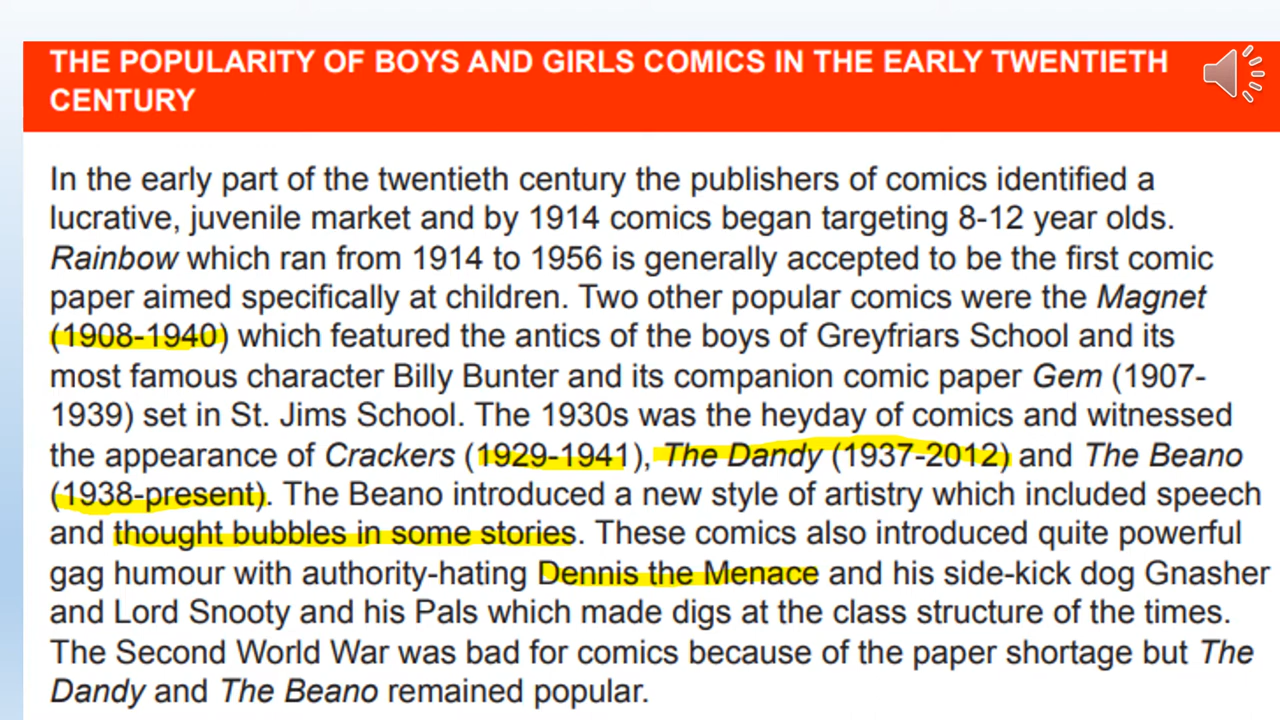 THE POPULARITY OF BOYS AND GIRLS COMICS IN THE EARLY TWENTIETH
CENTURY
In the early part of the twentieth century the publishers of comics identified a
lucrative, juvenile market and by 1914 comics began targeting 8-12 year olds.
Rainbow which ran from 1914 to 1956 is generally accepted to be the first comic
paper aimed specifically at children. Two other popular comics were the Magnet
(1908-1940) which featured the antics of the boys of Greyfriars School and its
most famous character Billy Bunter and its companion comic paper Gem (1907-
1939) set in St. Jims School. The 1930s was the heyday of comics and witnessed
the appearance of Crackers (1929-1941), The Dandy (1937-2012) and The Beano
(1938-present). The Beano introduced a new style of artistry which included speech
and thought bubbles in some stories. These comics also introduced quite powerful
gag humour with authority-hating Dennis the Menace and his side-kick dog Gnasher
and Lord Snooty and his Pals which made digs at the class structure of the times.
The Second World War was bad for comics because of the paper shortage but The
Dandy and The Beano remained popular.